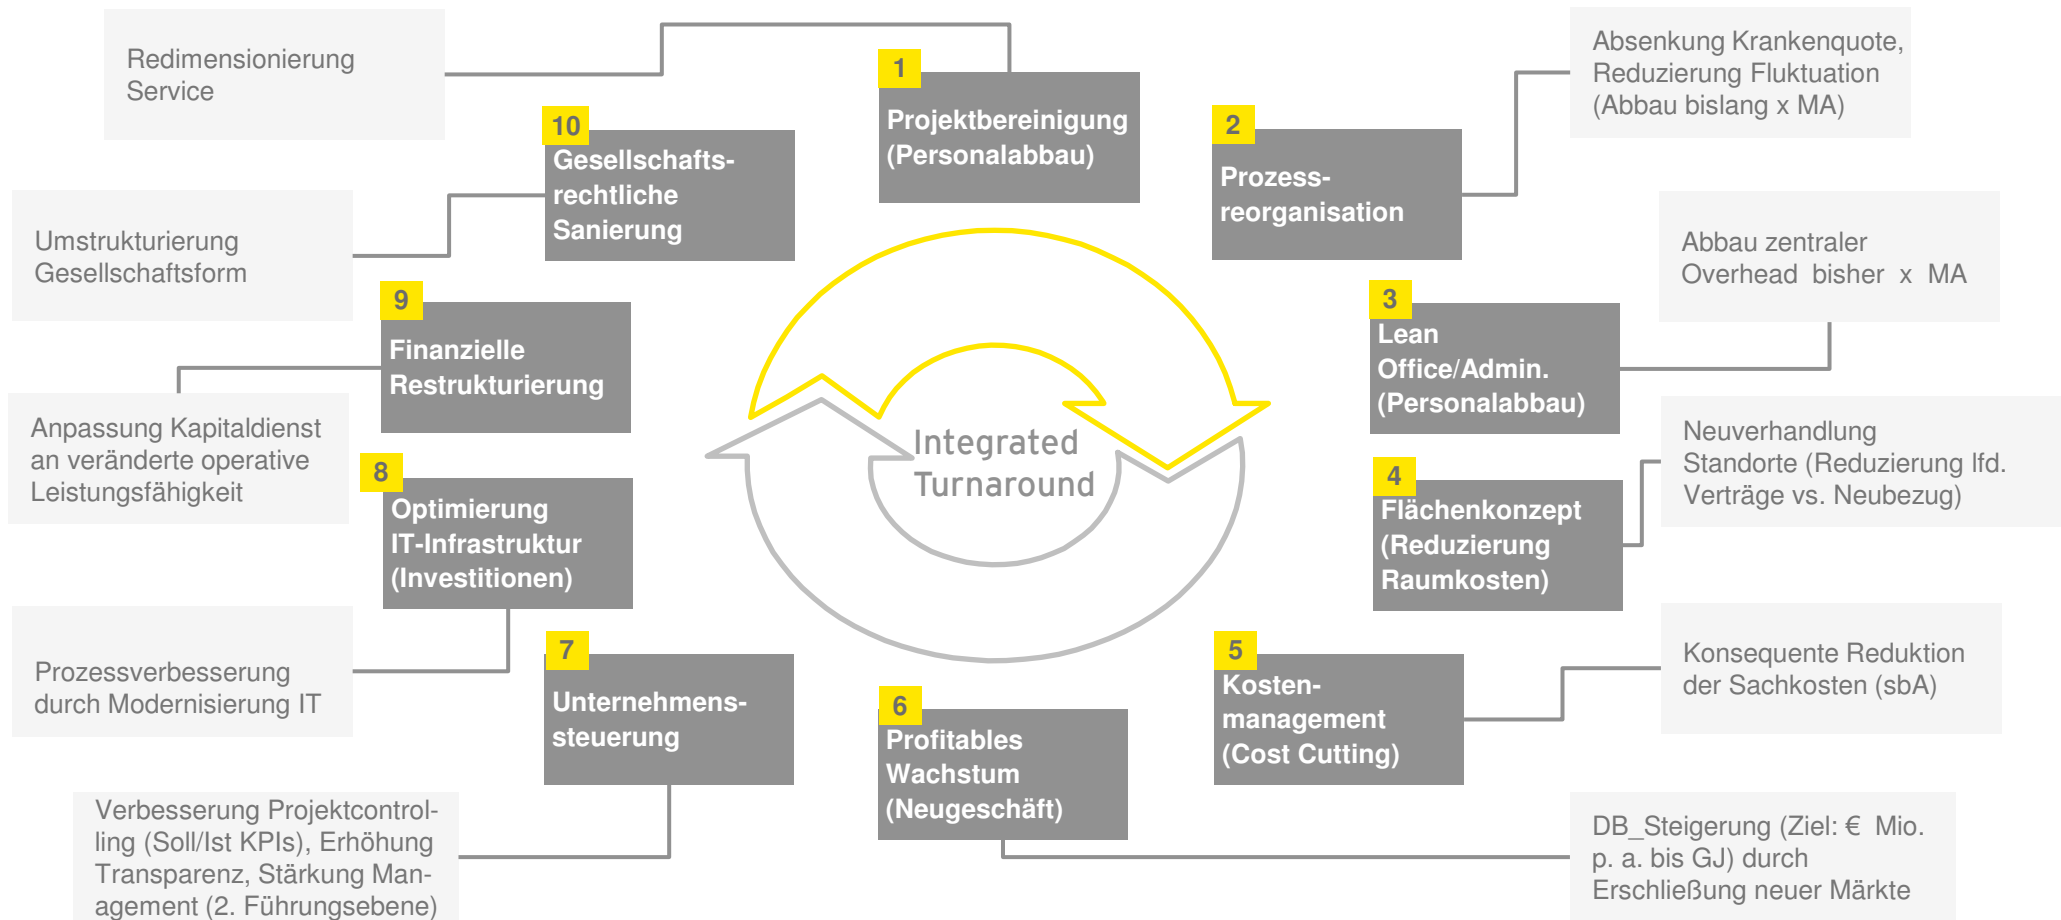 Redimensionierung
Service
1
Projektbereinigung
(Personalabbau)
Absenkung Krankenquote,
Reduzierung Fluktuation
(Abbau bislang x MA)
2
Prozess-
reorganisation
10
Gesellschafts-
rechtliche
Sanierung
Umstrukturierung
Gesellschaftsform
Abbau zentraler
Overhead bisher x MA
3
Lean
Office/Admin.
(Personalabbau)
9
Finanzielle
Restrukturierung
Anpassung Kapitaldienst
an veränderte operative
Leistungsfähigkeit
Integrated
Turnaround
Neuverhandlung
Standorte (Reduzierung lfd.
Verträge vs. Neubezug)
4
Flächenkonzept
(Reduzierung
Raumkosten)
8
Optimierung
IT-Infrastruktur
(Investitionen)
Prozessverbesserung
durch Modernisierung IT
Konsequente Reduktion
der Sachkosten (sbA)
5
Kosten-
management
(Cost Cutting)
7
Unternehmens-
steuerung
6
Profitables
Wachstum
(Neugeschäft)
Verbesserung Projektcontrol-
ling (Soll/Ist KPIs), Erhöhung
Transparenz, Stärkung Man-
agement (2. Führungsebene)
DB_Steigerung (Ziel: € Mio.
p. a. bis GJ) durch
Erschließung neuer Märkte